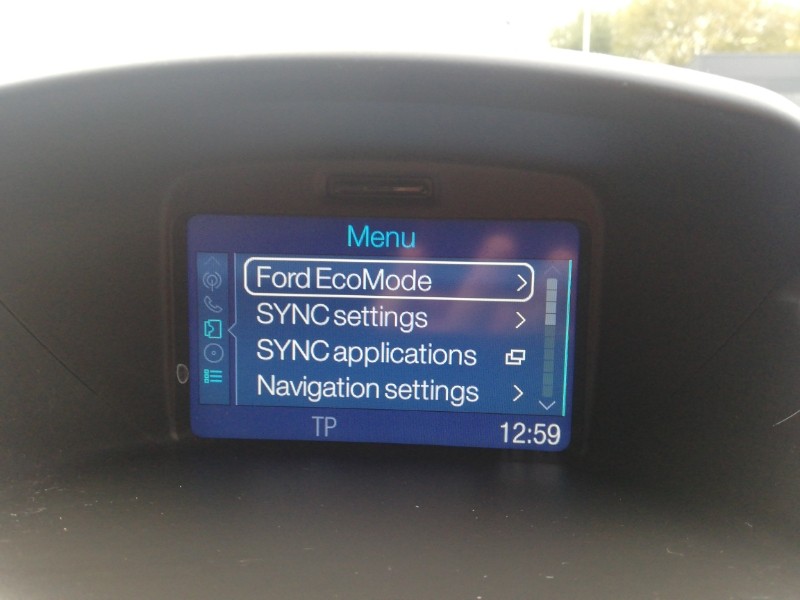 Menu
Ford EcoMode
SYNC settings
SYNC applications
Navigation settings
TP
12:59